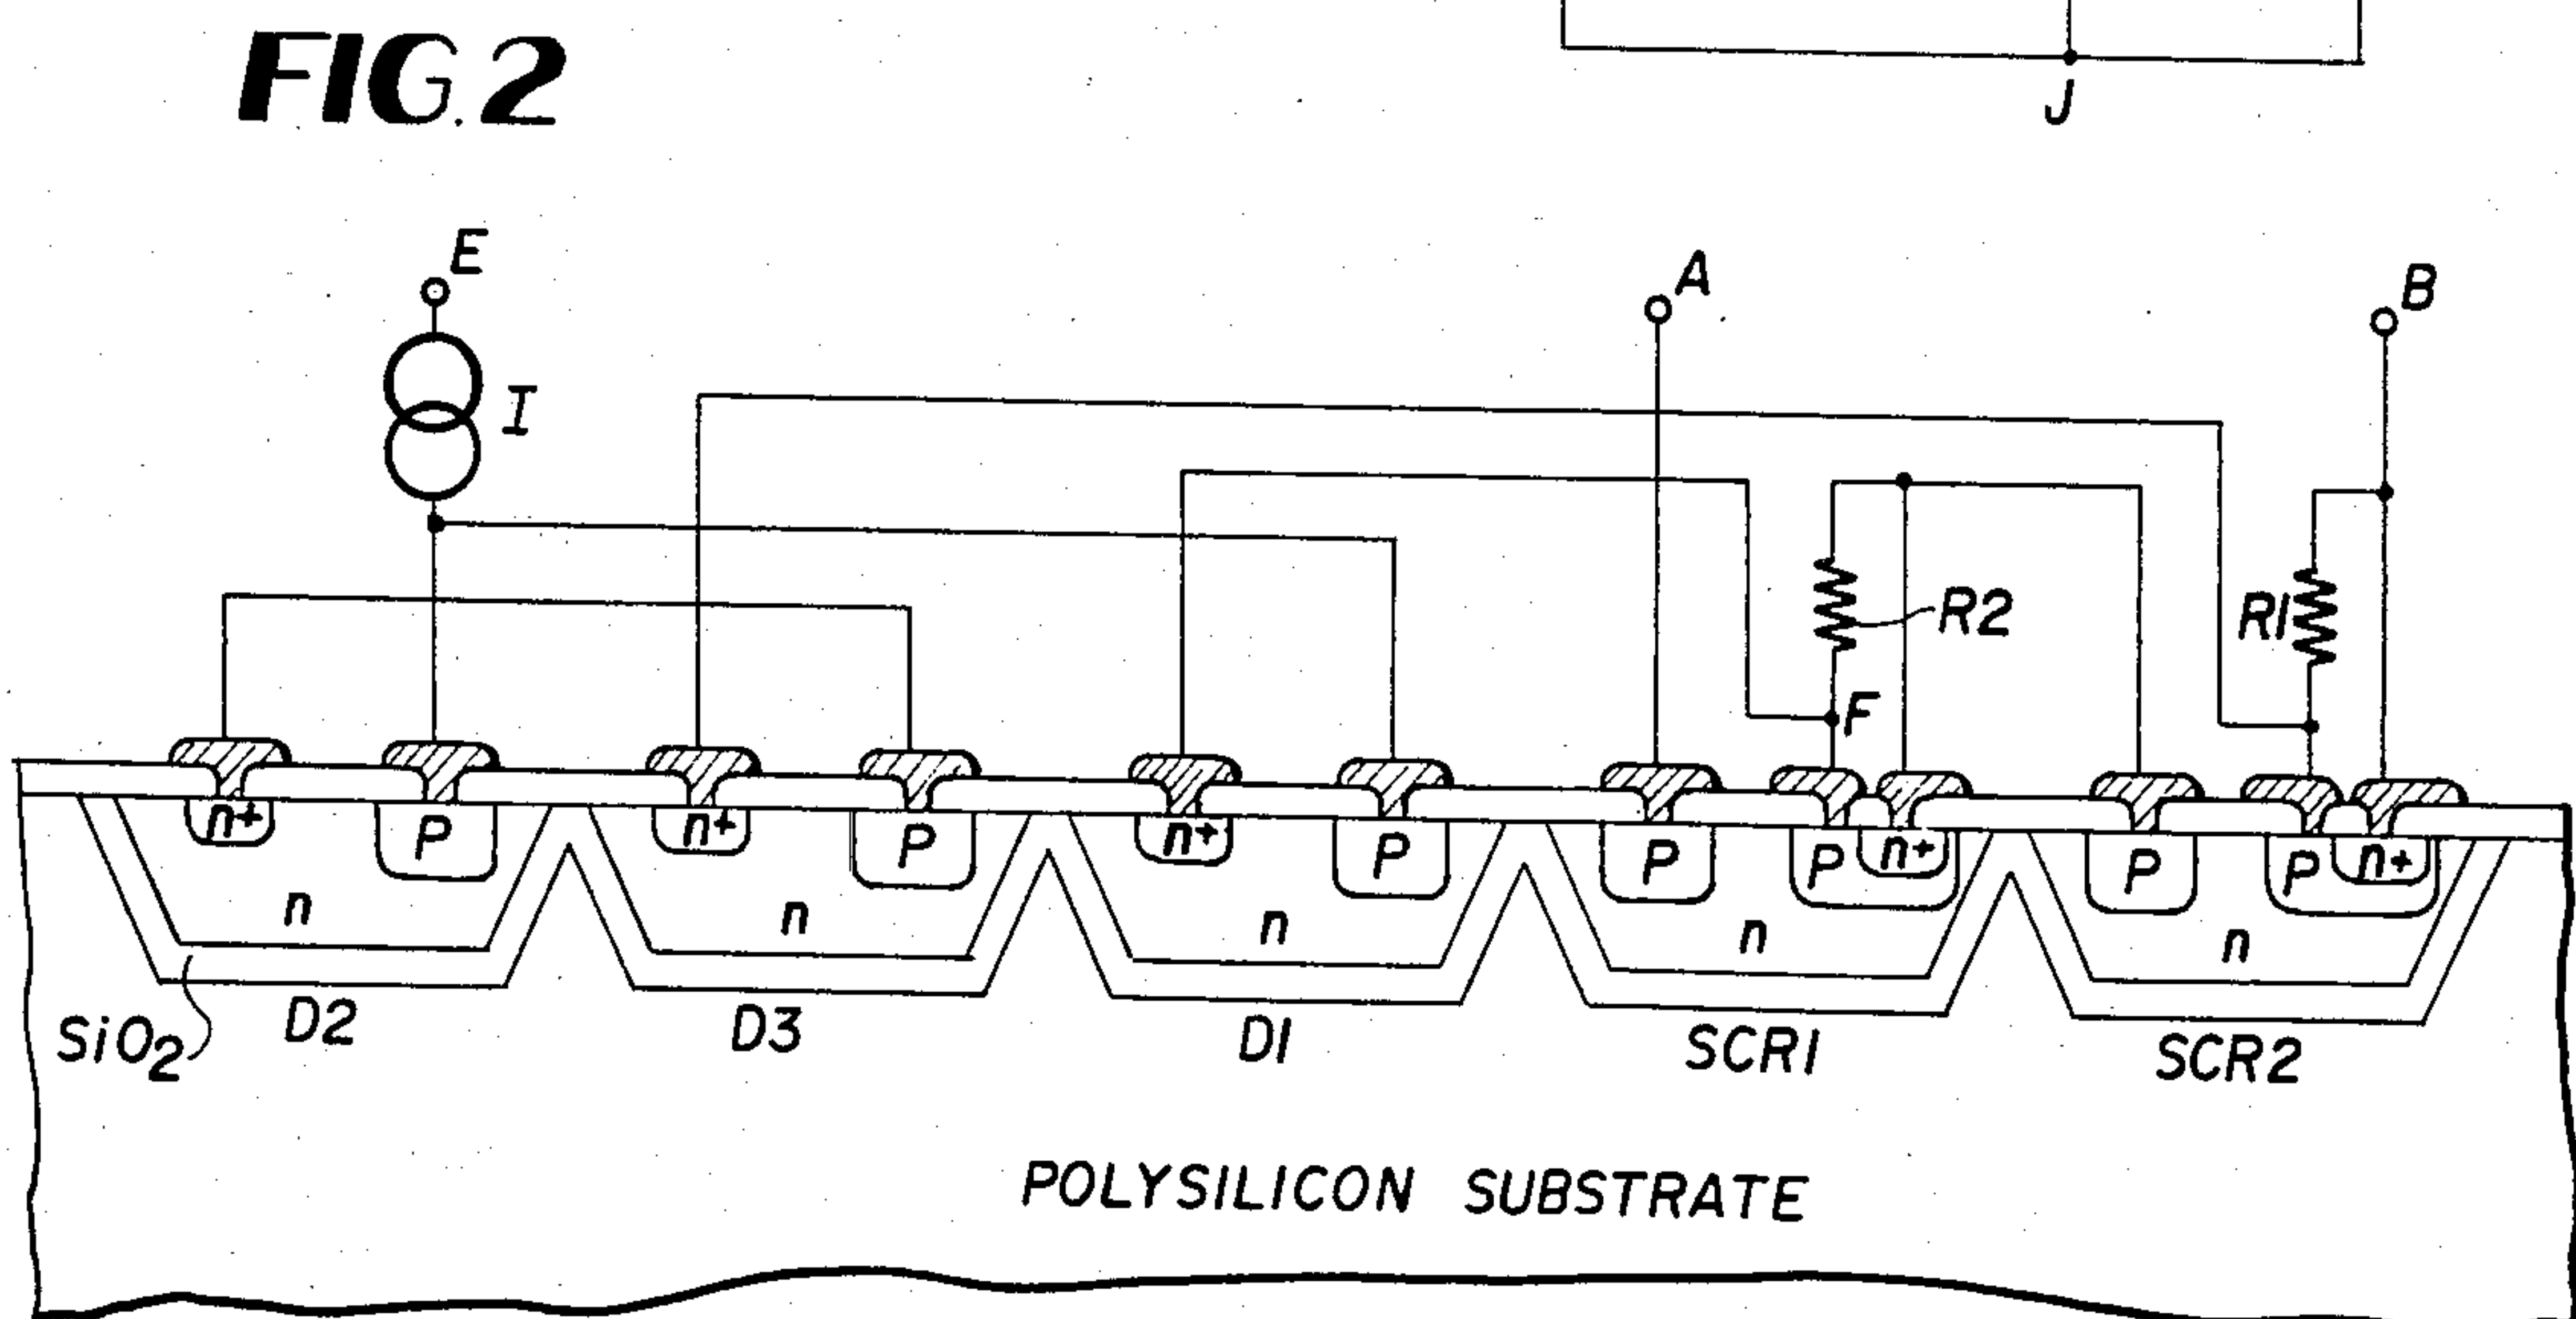 FIG. 2
J
E
A
B
I
R2
R1
F
n+ P n+ P n+ P P P n+ P P n+
n n n n n
SiO2 D2 D3 D1 SCR1 SCR2
POLYSILICON SUBSTRATE